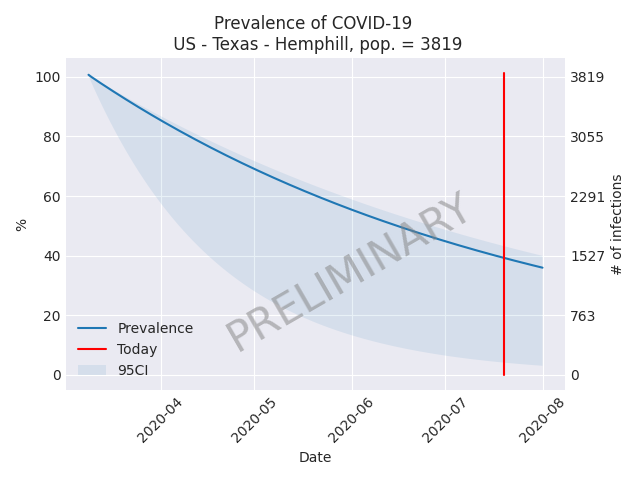 Prevalence of COVID-19
US - Texas - Hemphill, pop. = 3819
100
80
60
40
20
0
%
3819
3055
2291
1527
763
0
# of infections
PRELIMINARY
Prevalence
Today
95CI
2020-04
2020-05
2020-06
2020-07
2020-08
Date